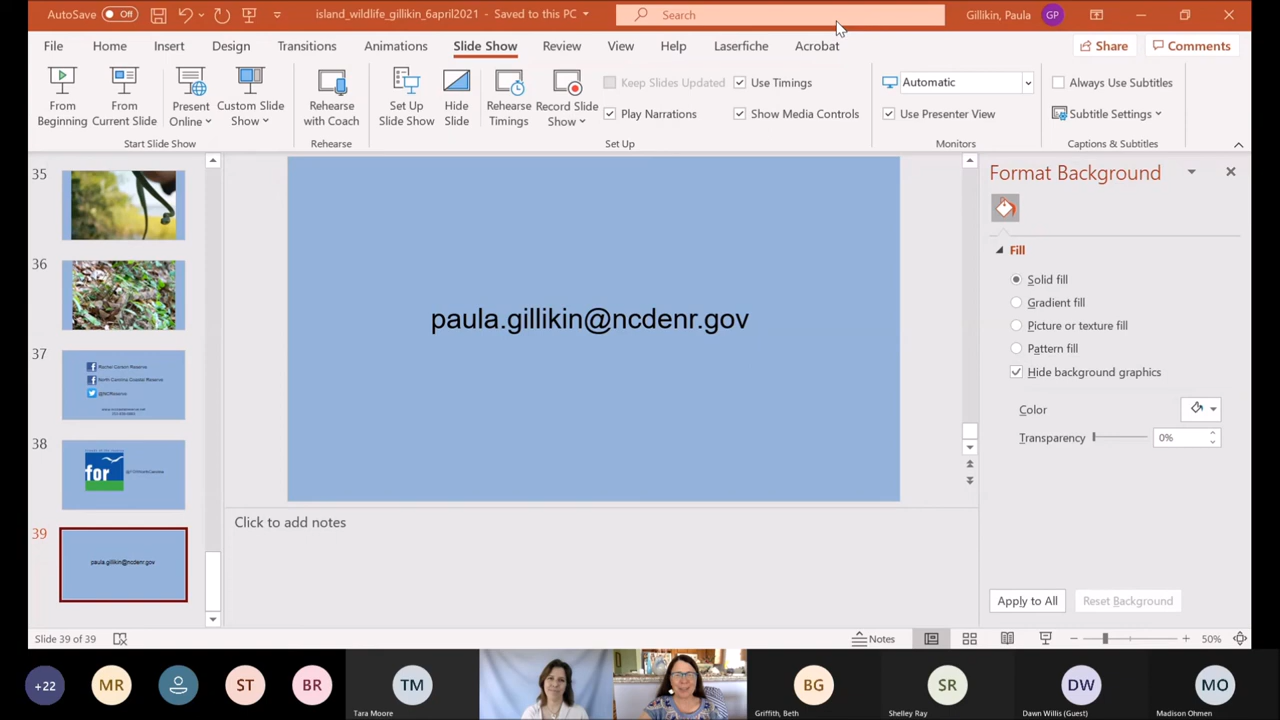 AutoSave Off island_wildlife_gillikin_6april2021 - Saved to this PC Search Gillikin, Paula GP
File Home Insert Design Transitions Animations Slide Show Review View Help Laserfiche Acrobat Share Comments
From Beginning
From Current Slide
Present Online
Custom Slide Show
Start Slide Show
Rehearse with Coach
Rehearse
Set Up Slide Show
Hide Slide
Rehearse Timings
Record Slide Show
Keep Slides Updated
Play Narrations
Use Timings
Show Media Controls
Set Up
Automatic
Use Presenter View
Monitors
Always Use Subtitles
Subtitle Settings
Captions & Subtitles
35
36
37
38
for
39
paula.gillikin@ncdenr.gov
paula.gillikin@ncdenr.gov
Click to add notes
Format Background
Fill
Solid fill
Gradient fill
Picture or texture fill
Pattern fill
Hide background graphics
Color
Transparency 0%
Apply to All Reset Background
Slide 39 of 39 Notes 50%
+22 MR ST BR TM BG SR DW MO
Tara Moore Griffith, Beth Shelley Ray Dawn Willis (Guest) Madison Ohmen